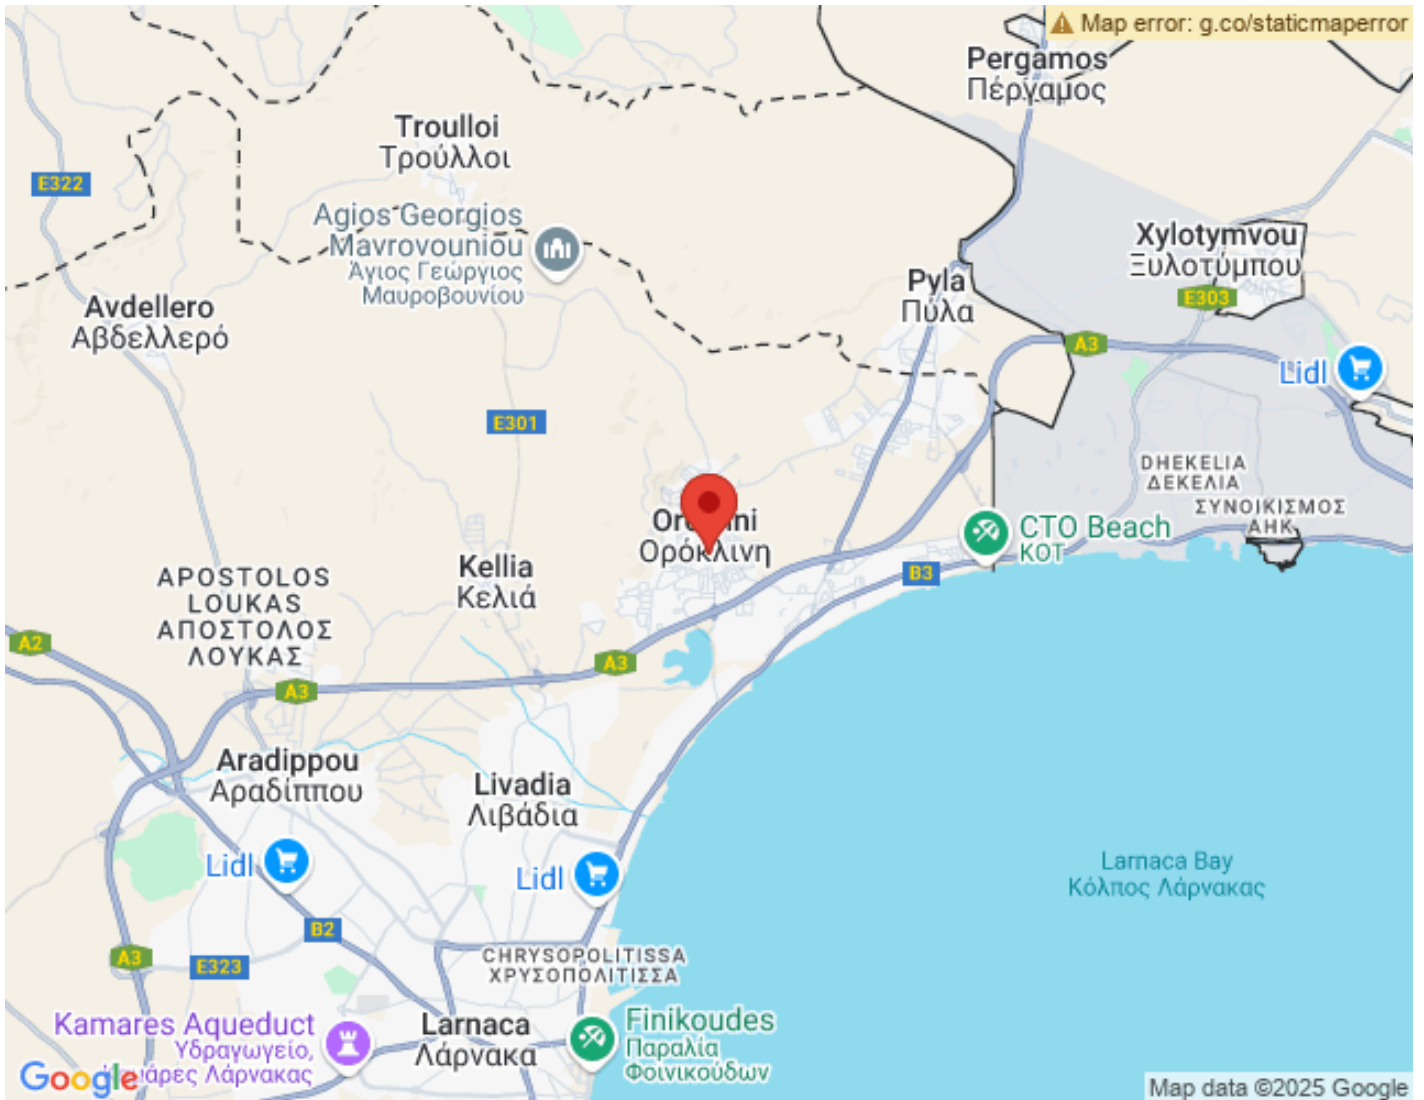 Map error: g.co/staticmaperror
Pergamos
Πέργαμος
Troulloi
Τρούλλοι
E322
Agios Georgios
Mavrovouniou
Άγιος Γεώργιος
Μαυροβουνίου
Xylotymvou
Ξυλοτύμπου
Pyla
Πύλα
E303
Avdellero
Αβδελλερό
A3
Lidl
E301
DHEKELIA
ΔΕΚΕΛΙΑ
ΣΥΝΟΙΚΙΣΜΟΣ
ΑΗΚ
Ορόκλινη
CTO Beach
ΚΟΤ
Kellia
Κελιά
B3
APOSTOLOS
LOUKAS
ΑΠΟΣΤΟΛΟΣ
ΛΟΥΚΑΣ
A2
A3
A3
Aradippou
Αραδίππου
Livadia
Λιβάδια
Lidl
Lidl
Larnaca Bay
Κόλπος Λάρνακας
B2
A3
E323
CHRYSOPOLITISSA
ΧΡΥΣΟΠΟΛΙΤΙΣΣΑ
Kamares Aqueduct
Υδραγωγείο,
Λάρνακας
Larnaca
Λάρνακα
Finikoudes
Παραλία
Φοινικούδων
Google
Map data ©2025 Google